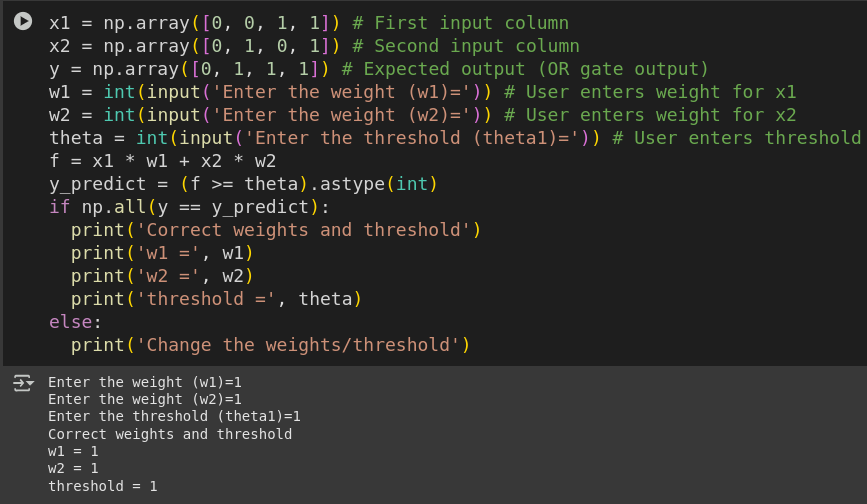 x1 = np.array([0, 0, 1, 1]) # First input column
x2 = np.array([0, 1, 0, 1]) # Second input column
y = np.array([0, 1, 1, 1]) # Expected output (OR gate output)
w1 = int(input('Enter the weight (w1)=')) # User enters weight for x1
w2 = int(input('Enter the weight (w2)=')) # User enters weight for x2
theta = int(input('Enter the threshold (theta1)=')) # User enters threshold
f = x1 * w1 + x2 * w2
y_predict = (f >= theta).astype(int)
if np.all(y == y_predict):
  print('Correct weights and threshold')
  print('w1 =', w1)
  print('w2 =', w2)
  print('threshold =', theta)
else:
  print('Change the weights/threshold')
Enter the weight (w1)=1
Enter the weight (w2)=1
Enter the threshold (theta1)=1
Correct weights and threshold
w1 = 1
w2 = 1
threshold = 1